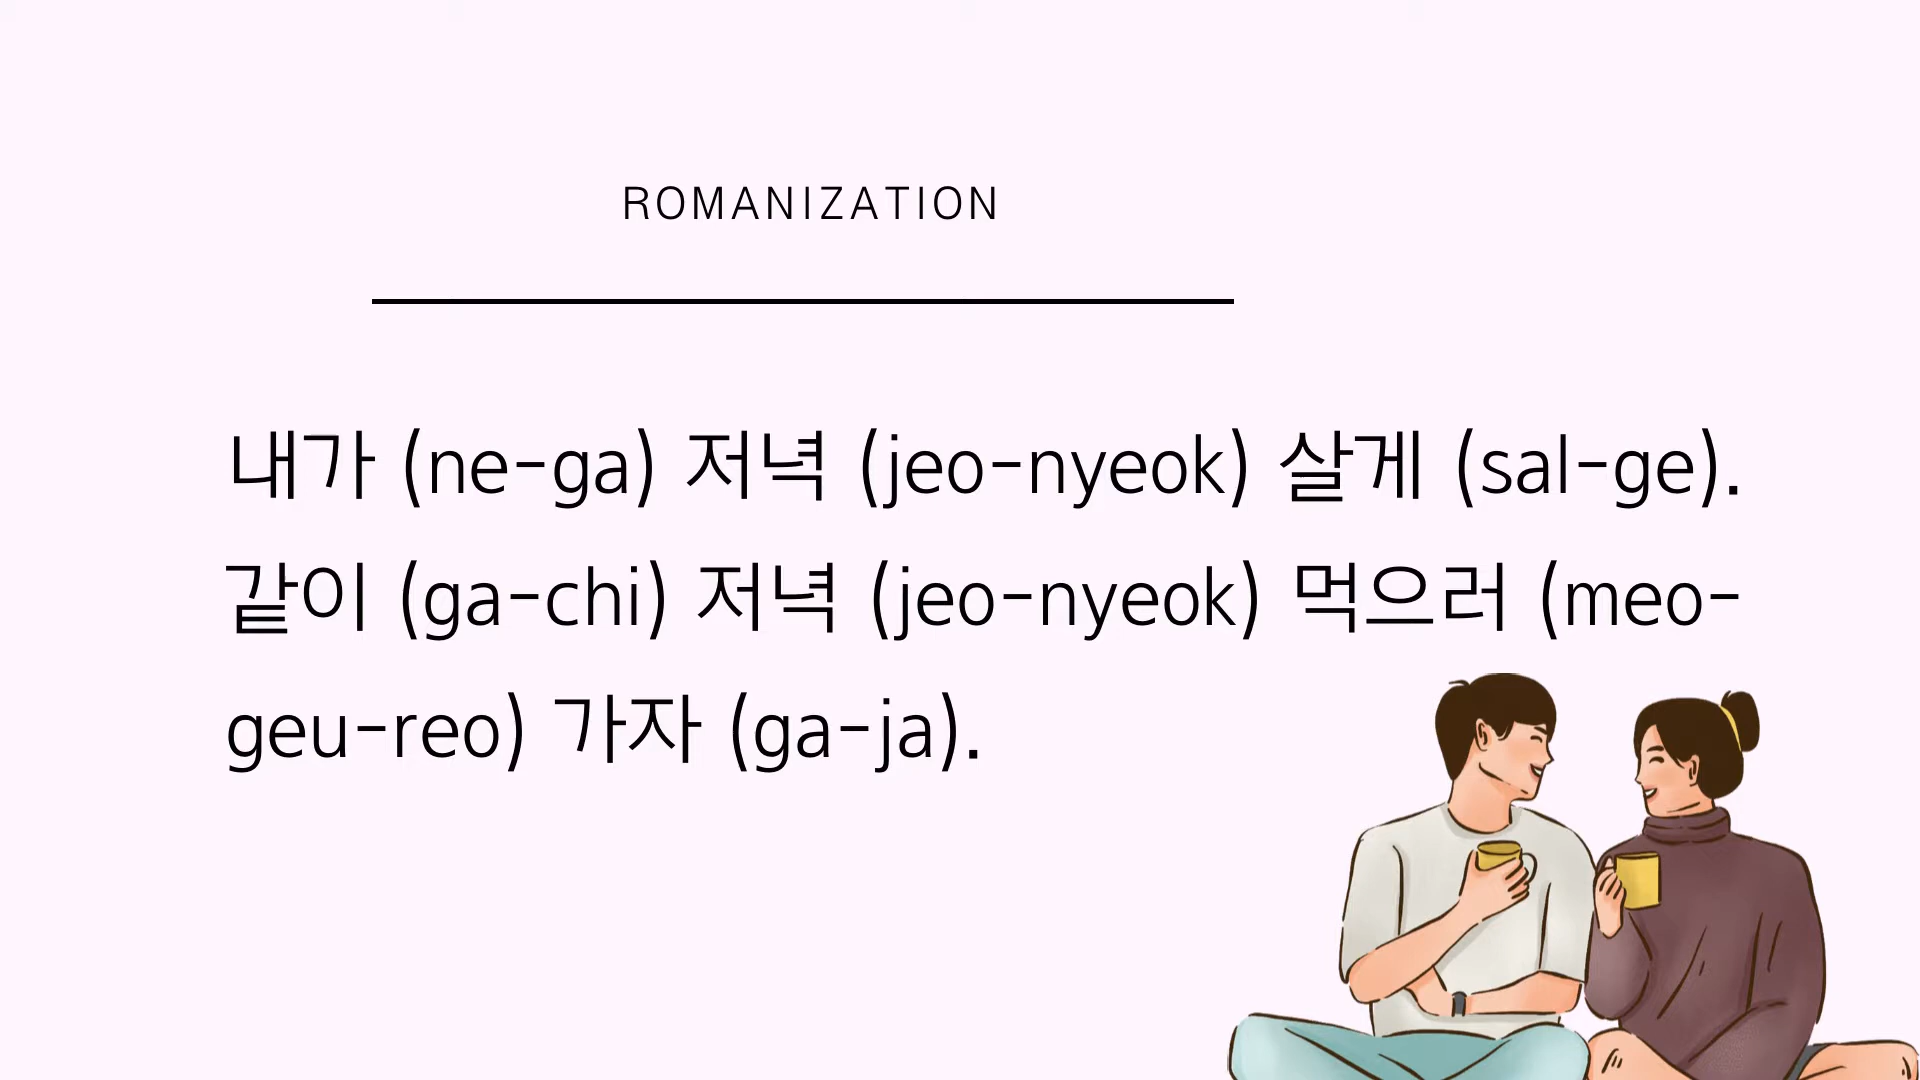 ROMANIZATION
내가 (ne-ga) 저녁 (jeo-nyeok) 살게 (sal-ge).
같이 (ga-chi) 저녁 (jeo-nyeok) 먹으러 (meo-
geu-reo) 가자 (ga-ja).